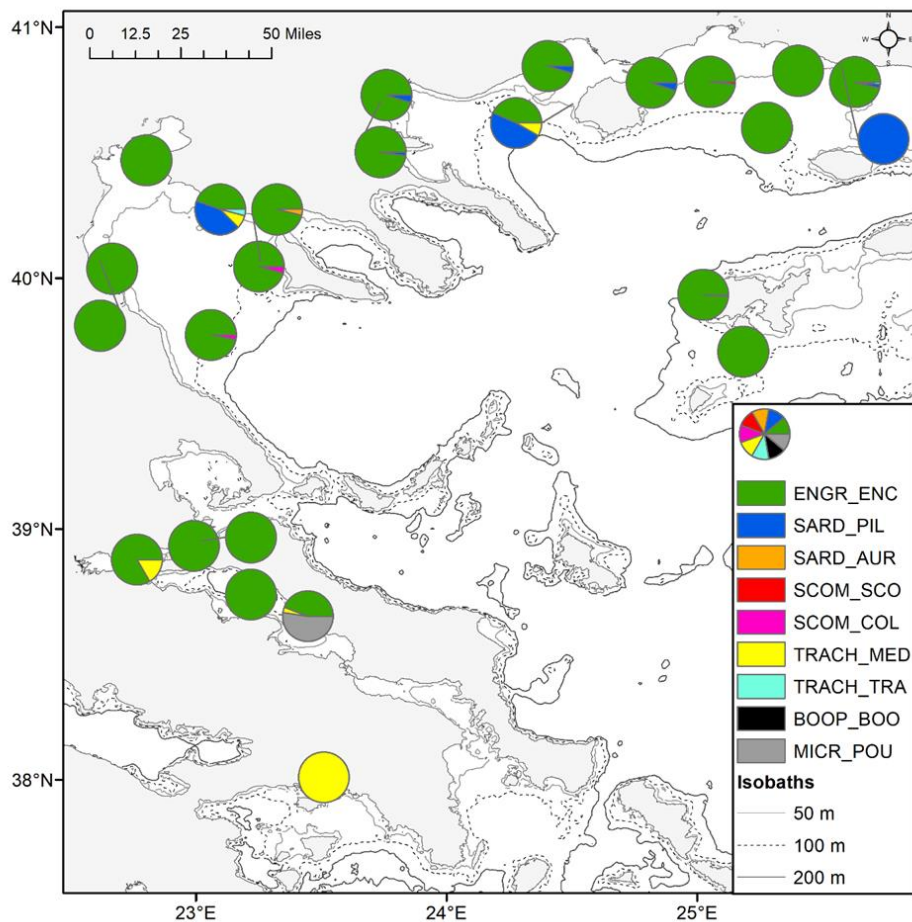 41°N
0 12.5 25 50 Miles
N
W E
S
40°N
39°N
38°N
ENGR_ENC
SARD_PIL
SARD_AUR
SCOM_SCO
SCOM_COL
TRACH_MED
TRACH_TRA
BOOP_BOO
MICR_POU
Isobaths
50 m
100 m
200 m
23°E 24°E 25°E